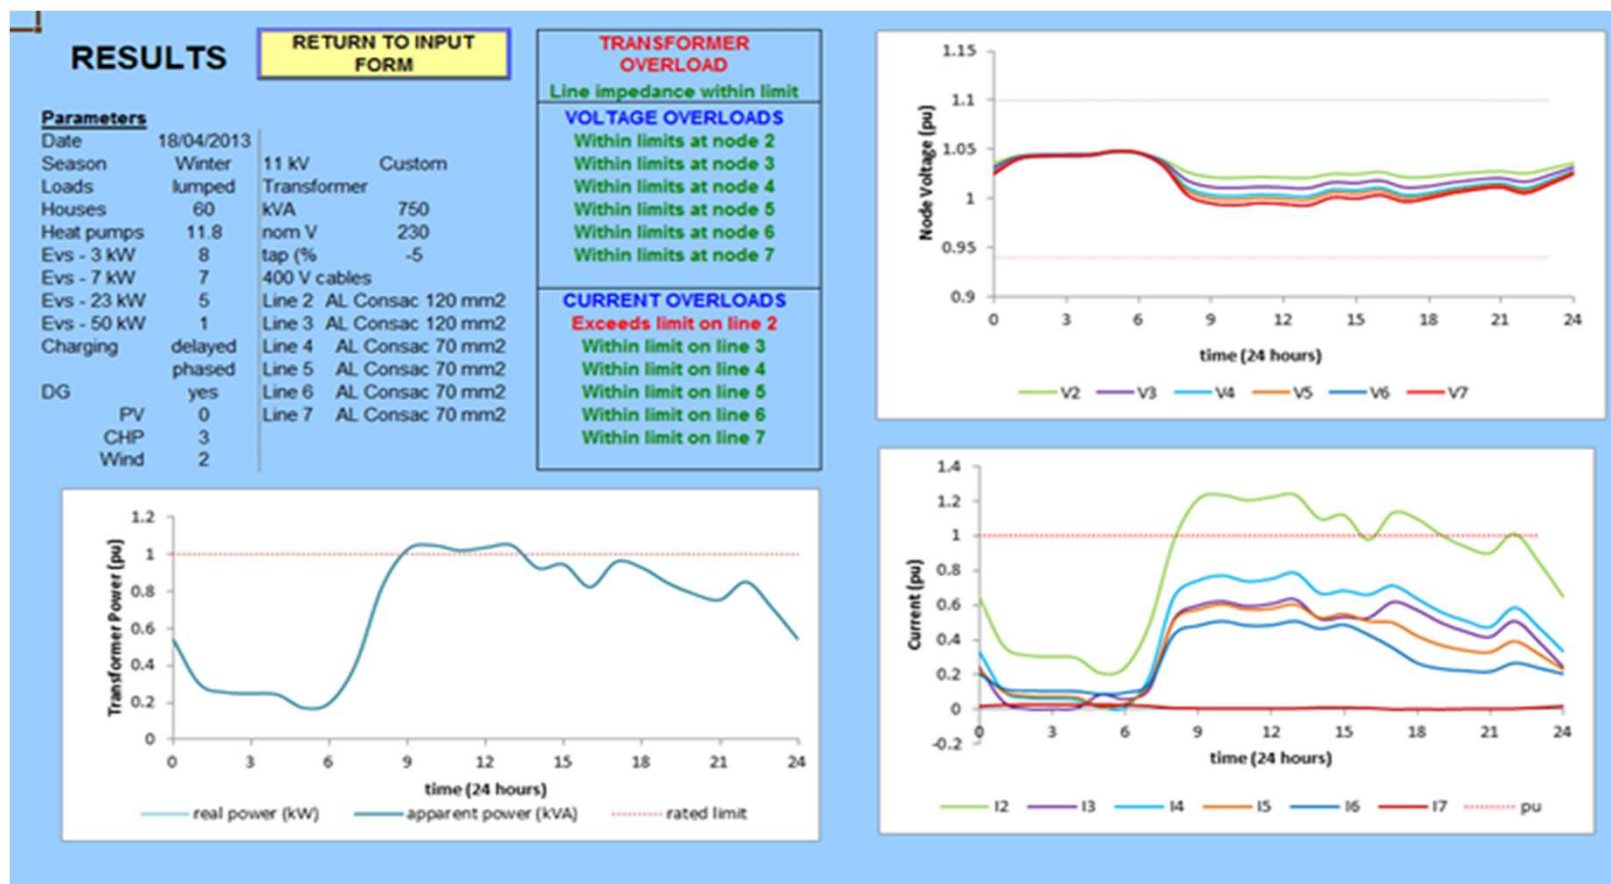 RESULTS
RETURN TO INPUT
FORM
Parameters
Date 18/04/2013
Season Winter 11 kV Custom
Loads lumped Transformer
Houses 60 kVA 750
Heat pumps 11.8 nom V 230
Evs - 3 kW 8 tap (% -5
Evs - 7 kW 7 400 V cables
Evs - 23 kW 5 Line 2 AL Consac 120 mm2
Evs - 50 kW 1 Line 3 AL Consac 120 mm2
Charging delayed Line 4 AL Consac 70 mm2
phased Line 5 AL Consac 70 mm2
DG yes Line 6 AL Consac 70 mm2
PV 0 Line 7 AL Consac 70 mm2
CHP 3
Wind 2
TRANSFORMER
OVERLOAD
Line impedance within limit
VOLTAGE OVERLOADS
Within limits at node 2
Within limits at node 3
Within limits at node 4
Within limits at node 5
Within limits at node 6
Within limits at node 7
CURRENT OVERLOADS
Exceeds limit on line 2
Within limit on line 3
Within limit on line 4
Within limit on line 5
Within limit on line 6
Within limit on line 7
Node Voltage (pu)
1.15
1.1
1.05
1
0.95
0.9
0 3 6 9 12 15 18 21 24
time (24 hours)
V2 V3 V4 V5 V6 V7
Transformer Power (pu)
1.2
1
0.8
0.6
0.4
0.2
0
0 3 6 9 12 15 18 21 24
time (24 hours)
real power (kW) apparent power (kVA) rated limit
Current (pu)
1.4
1.2
1
0.8
0.6
0.4
0.2
0
-0.2
0 3 6 9 12 15 18 21 24
time (24 hours)
I2 I3 I4 I5 I6 I7 pu